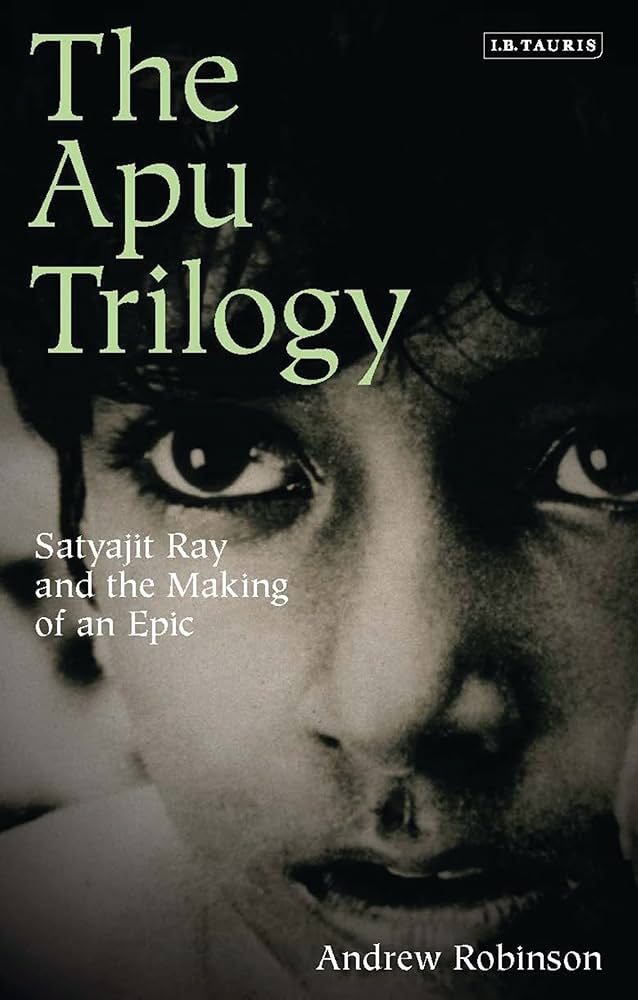 I.B.TAURIS
The
Apu
Trilogy
Satyajit Ray
and the Making
of an Epic
Andrew Robinson